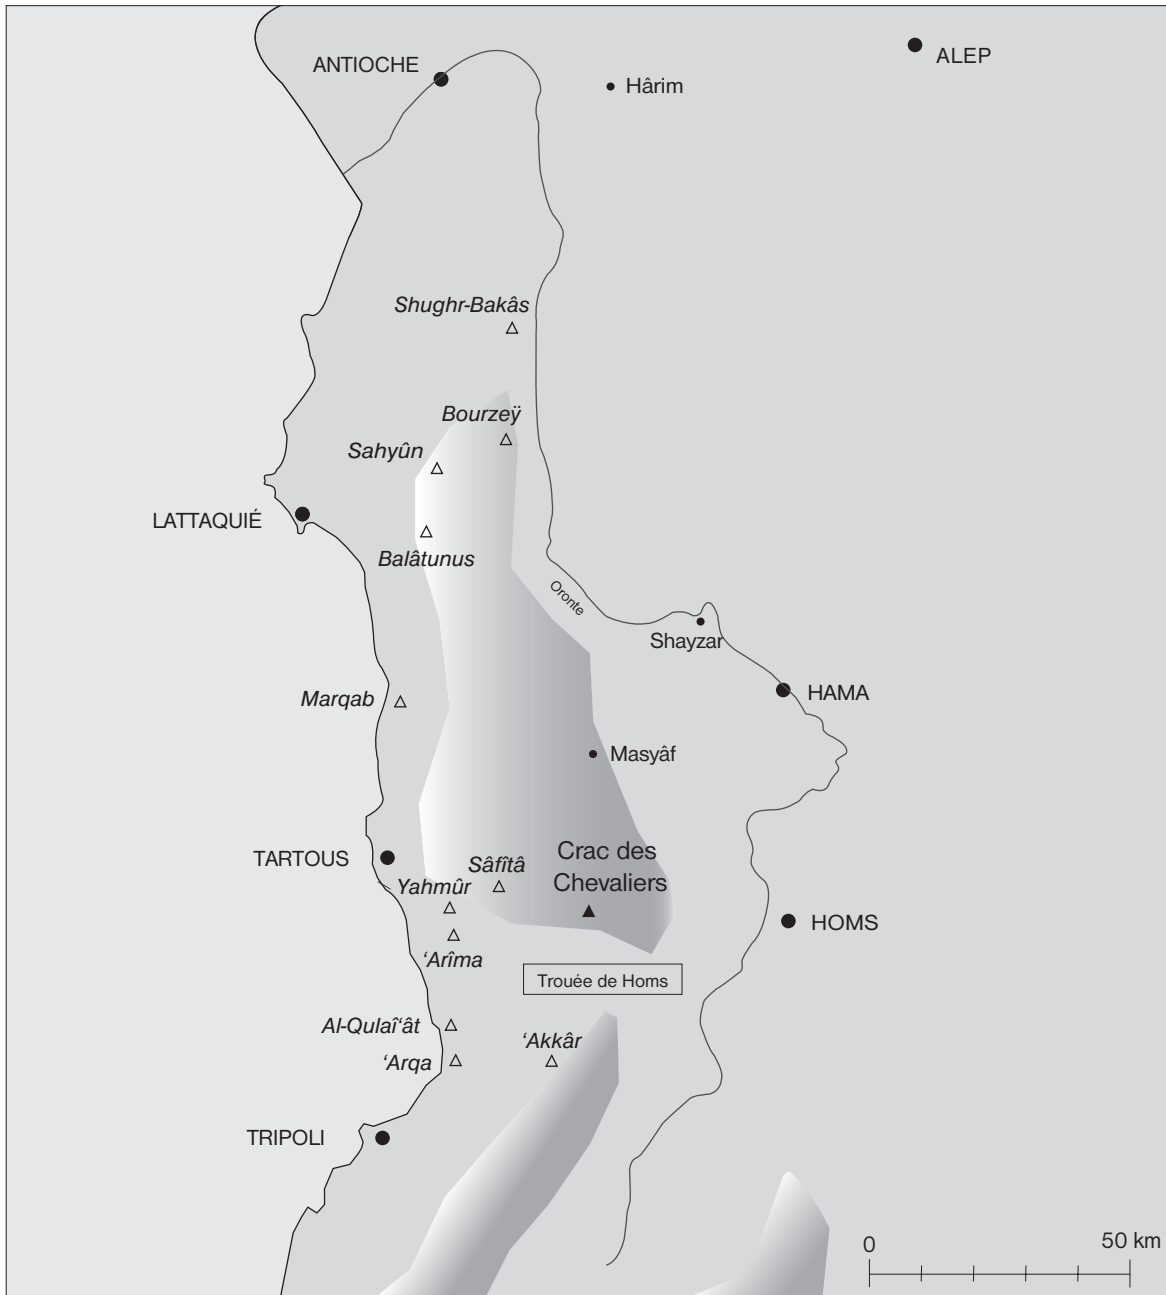 ALEP
ANTIOCHE
Hârim
Shughr-Bakâs
Bourzeÿ
Sahyûn
LATTAQUIÉ
Balâtunus
Oronte
Shayzar
Marqab
HAMA
Masyâf
TARTOUS
Crac des
Chevaliers
Sâfîtâ
Yahmûr
HOMS
‘Arîma
Trouée de Homs
Al-Qulaî‘ât
‘Akkâr
‘Arqa
TRIPOLI
0 50 km